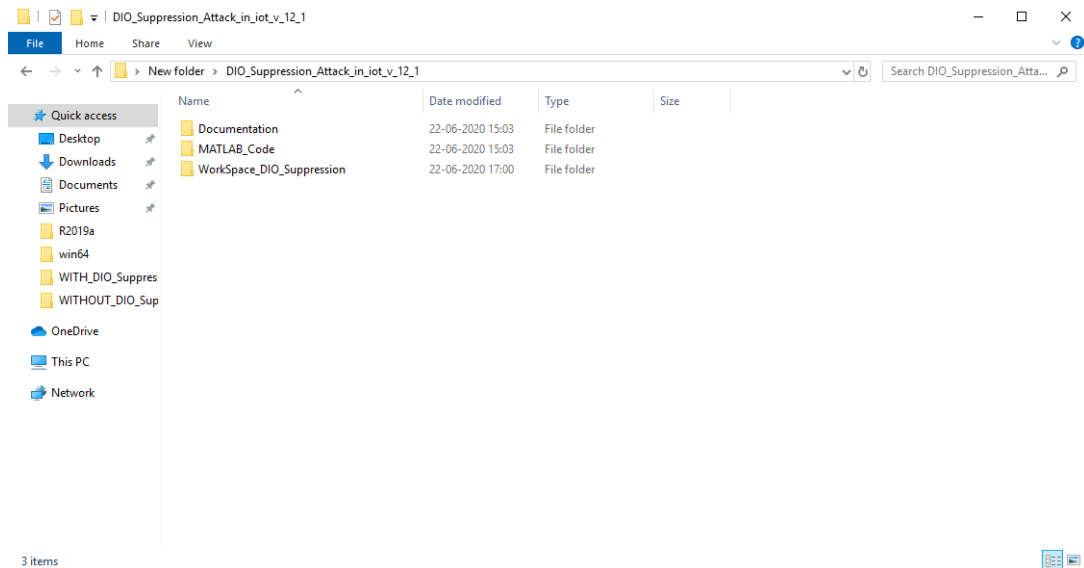 DIO_Suppression_Attack_in_iot_v_12_1
File Home Share View
New folder DIO_Suppression_Attack_in_iot_v_12_1 Search DIO_Suppression_Atta...
Name Date modified Type Size
Quick access
Desktop
Downloads
Documents
Pictures
R2019a
win64
WITH_DIO_Suppres
WITHOUT_DIO_Sup
OneDrive
This PC
Network
Documentation 22-06-2020 15:03 File folder
MATLAB_Code 22-06-2020 15:03 File folder
WorkSpace_DIO_Suppression 22-06-2020 17:00 File folder
3 items